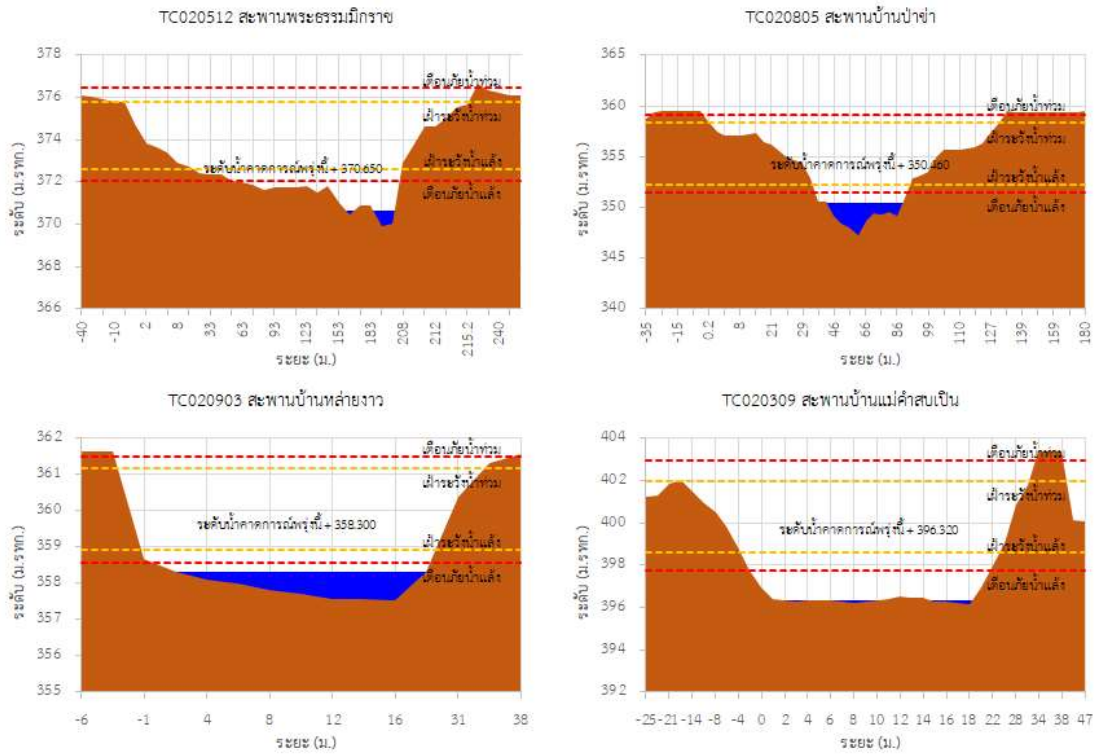 TC020512 สะพานพระธรรมมิกราช
378
376
374
372
370
368
366
ระดับ (ม.รทก.)
เตือนภัยน้ำท่วม
เฝ้าระวังน้ำท่วม
เฝ้าระวังน้ำแล้ง
ระดับน้ำคาดการณ์พรุ่งนี้ + 370.650
เตือนภัยน้ำแล้ง
-40 -10 2 8 33 63 93 123 153 183 208 212 215.2 240
ระยะ (ม.)
TC020805 สะพานบ้านป่าข่า
365
360
355
350
345
340
ระดับ (ม.รทก.)
เตือนภัยน้ำท่วม
เฝ้าระวังน้ำท่วม
ระดับน้ำคาดการณ์พรุ่งนี้ + 350.460
เฝ้าระวังน้ำแล้ง
เตือนภัยน้ำแล้ง
-35 -15 0.2 8 21 29 46 66 86 99 110 127 139 159 180
ระยะ (ม.)
TC020903 สะพานบ้านหล่ายงาว
362
361
360
359
358
357
356
355
ระดับ (ม.รทก.)
เตือนภัยน้ำท่วม
เฝ้าระวังน้ำท่วม
ระดับน้ำคาดการณ์พรุ่งนี้ + 358.300
เฝ้าระวังน้ำแล้ง
เตือนภัยน้ำแล้ง
-6 -1 4 8 12 16 31 38
ระยะ (ม.)
TC020309 สะพานบ้านแม่คำสบเปิน
404
402
400
398
396
394
392
ระดับ (ม.รทก.)
เตือนภัยน้ำท่วม
เฝ้าระวังน้ำท่วม
ระดับน้ำคาดการณ์พรุ่งนี้ + 396.320
เฝ้าระวังน้ำแล้ง
เตือนภัยน้ำแล้ง
-25 -21 -14 -8 -4 0 2 4 6 8 10 12 16 18 22 28 34 38 47
ระยะ (ม.)